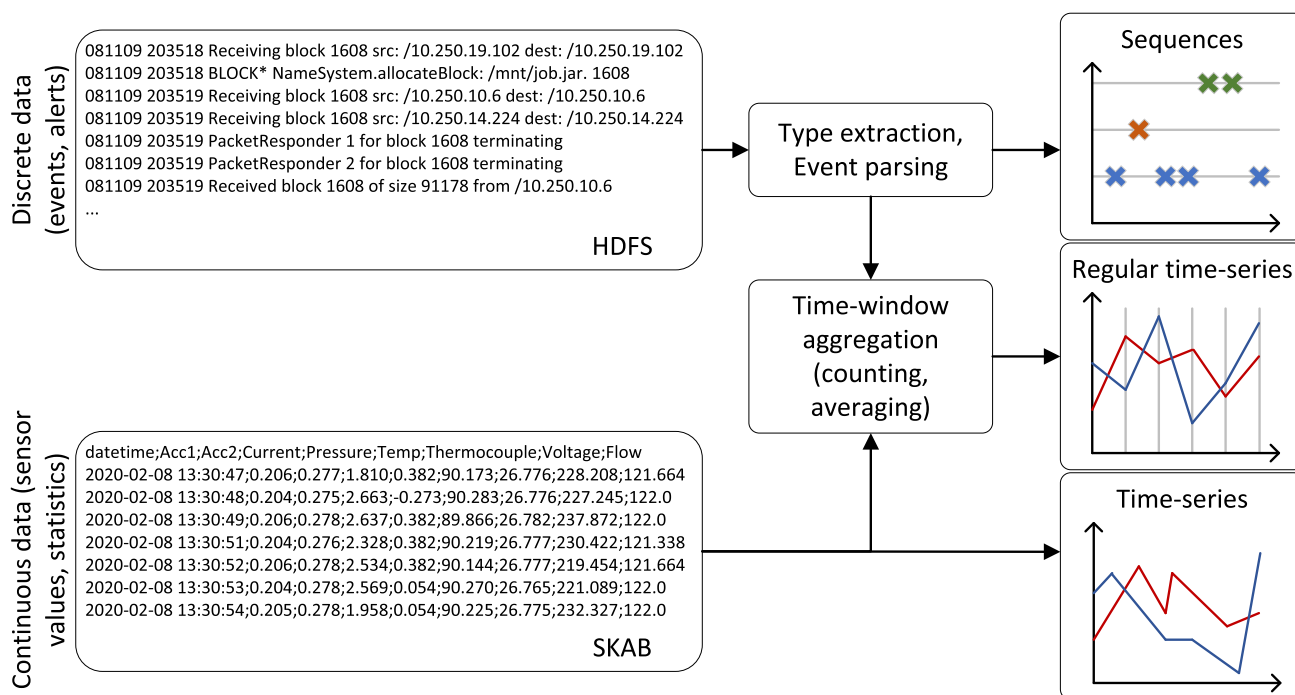 Discrete data
(events, alerts)
081109 203518 Receiving block 1608 src: /10.250.19.102 dest: /10.250.19.102
081109 203518 BLOCK* NameSystem.allocateBlock: /mnt/job.jar. 1608
081109 203519 Receiving block 1608 src: /10.250.10.6 dest: /10.250.10.6
081109 203519 Receiving block 1608 src: /10.250.14.224 dest: /10.250.14.224
081109 203519 PacketResponder 1 for block 1608 terminating
081109 203519 PacketResponder 2 for block 1608 terminating
081109 203519 Received block 1608 of size 91178 from /10.250.10.6
...
HDFS
Type extraction,
Event parsing
Sequences
Time-window
aggregation
(counting,
averaging)
Regular time-series
Continuous data (sensor
values, statistics)
datetime;Acc1;Acc2;Current;Pressure;Temp;Thermocouple;Voltage;Flow
2020-02-08 13:30:47;0.206;0.277;1.810;0.382;90.173;26.776;228.208;121.664
2020-02-08 13:30:48;0.204;0.275;2.663;-0.273;90.283;26.776;227.245;122.0
2020-02-08 13:30:49;0.206;0.278;2.637;0.382;89.866;26.782;237.872;122.0
2020-02-08 13:30:51;0.204;0.276;2.328;0.382;90.219;26.777;230.422;121.338
2020-02-08 13:30:52;0.206;0.278;2.534;0.382;90.144;26.777;219.454;121.664
2020-02-08 13:30:53;0.204;0.278;2.569;0.054;90.270;26.765;221.089;122.0
2020-02-08 13:30:54;0.205;0.278;1.958;0.054;90.225;26.775;232.327;122.0
SKAB
Time-series